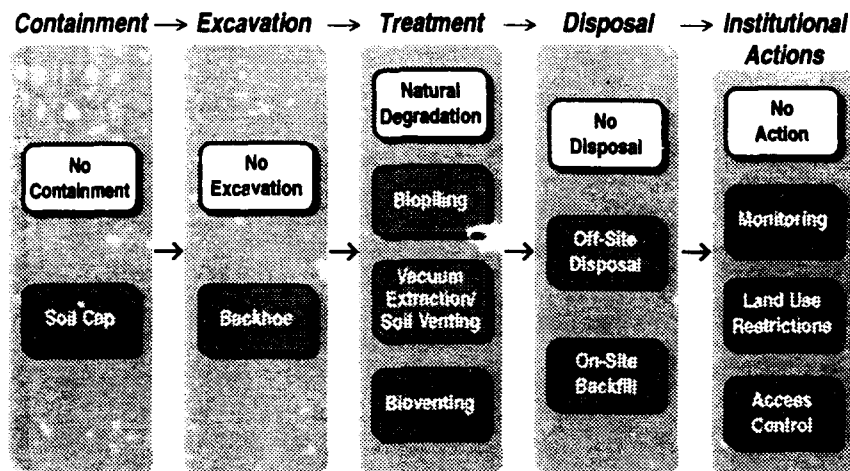 Containment → Excavation → Treatment → Disposal → Institutional
Actions
No
Containment
Soil Cap
No
Excavation
Backhoe
Natural
Degradation
Biopiling
Vacuum
Extraction/
Soil Venting
Bioventing
No
Disposal
Off-Site
Disposal
On-Site
Backfill
No
Action
Monitoring
Land Use
Restrictions
Access
Control